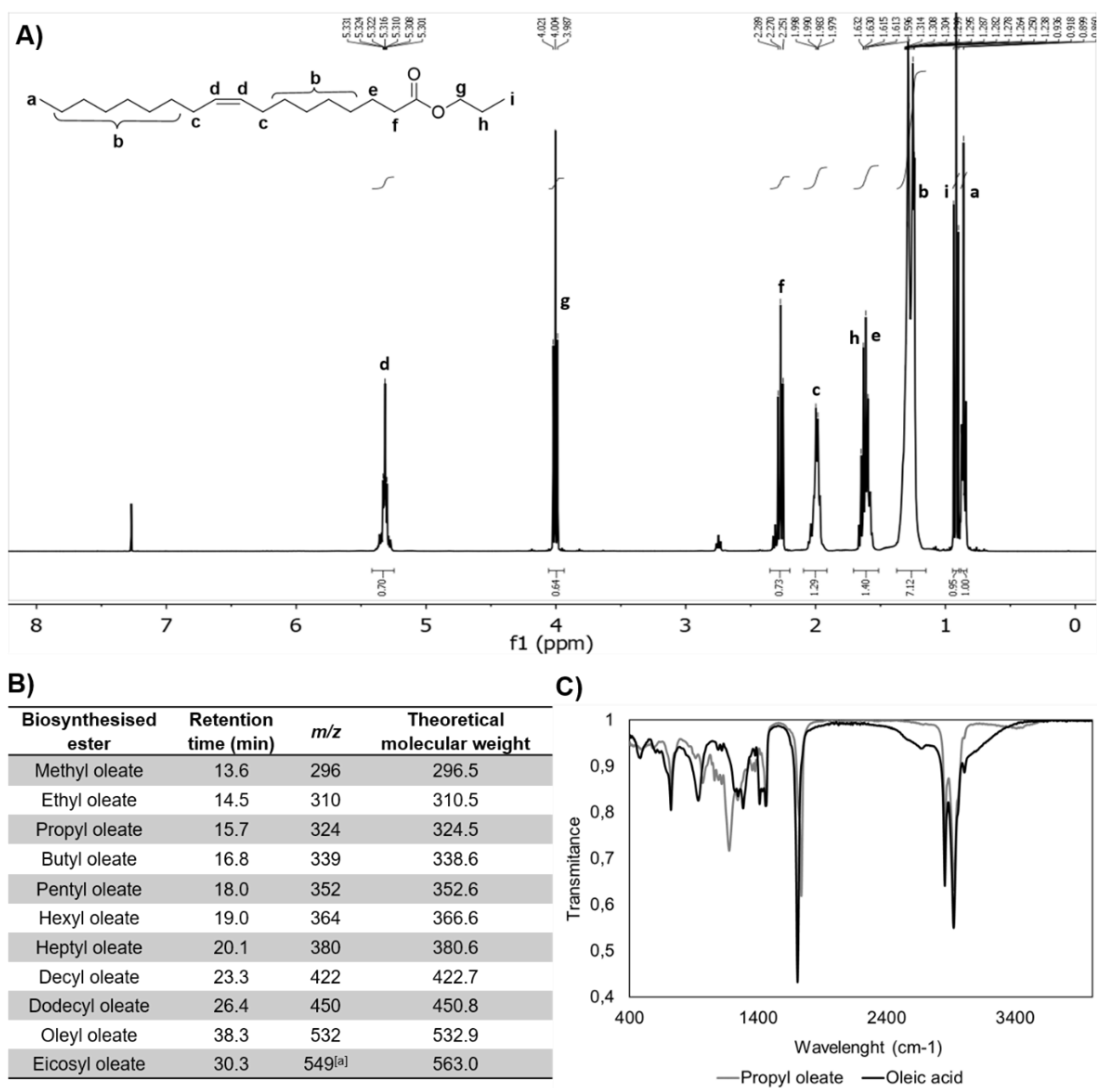 A)
5.331 5.324 5.322 5.316 5.310 5.308 5.301
4.021 4.004 3.987
2.289 2.270 2.251 1.998 1.990 1.983 1.979
1.632 1.630 1.615 1.613 1.596 1.314 1.308 1.304 1.299 1.295 1.287 1.282 1.278 1.264 1.250 1.238 0.936 0.918 0.899 0.860
O
a d d b e g i
O
b c c f h
b i a
f
g
h e
d
c
0.70 0.64 0.73 1.29 1.40 7.12 0.95 1.00
8 7 6 5 4 3 2 1 0
f1 (ppm)
B)
Biosynthesised ester Retention time (min) m/z Theoretical molecular weight
Methyl oleate 13.6 296 296.5
Ethyl oleate 14.5 310 310.5
Propyl oleate 15.7 324 324.5
Butyl oleate 16.8 339 338.6
Pentyl oleate 18.0 352 352.6
Hexyl oleate 19.0 364 366.6
Heptyl oleate 20.1 380 380.6
Decyl oleate 23.3 422 422.7
Dodecyl oleate 26.4 450 450.8
Oleyl oleate 38.3 532 532.9
Eicosyl oleate 30.3 549[a] 563.0
C)
Transmitance
1
0,9
0,8
0,7
0,6
0,5
0,4
400 1400 2400 3400
Wavelenght (cm-1)
Propyl oleate Oleic acid